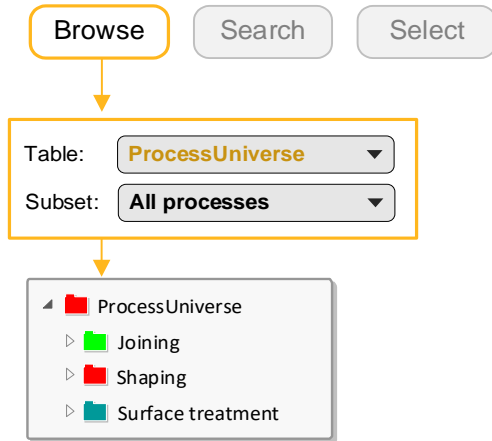 Browse Search Select
Table: ProcessUniverse
Subset: All processes
ProcessUniverse
Joining
Shaping
Surface treatment